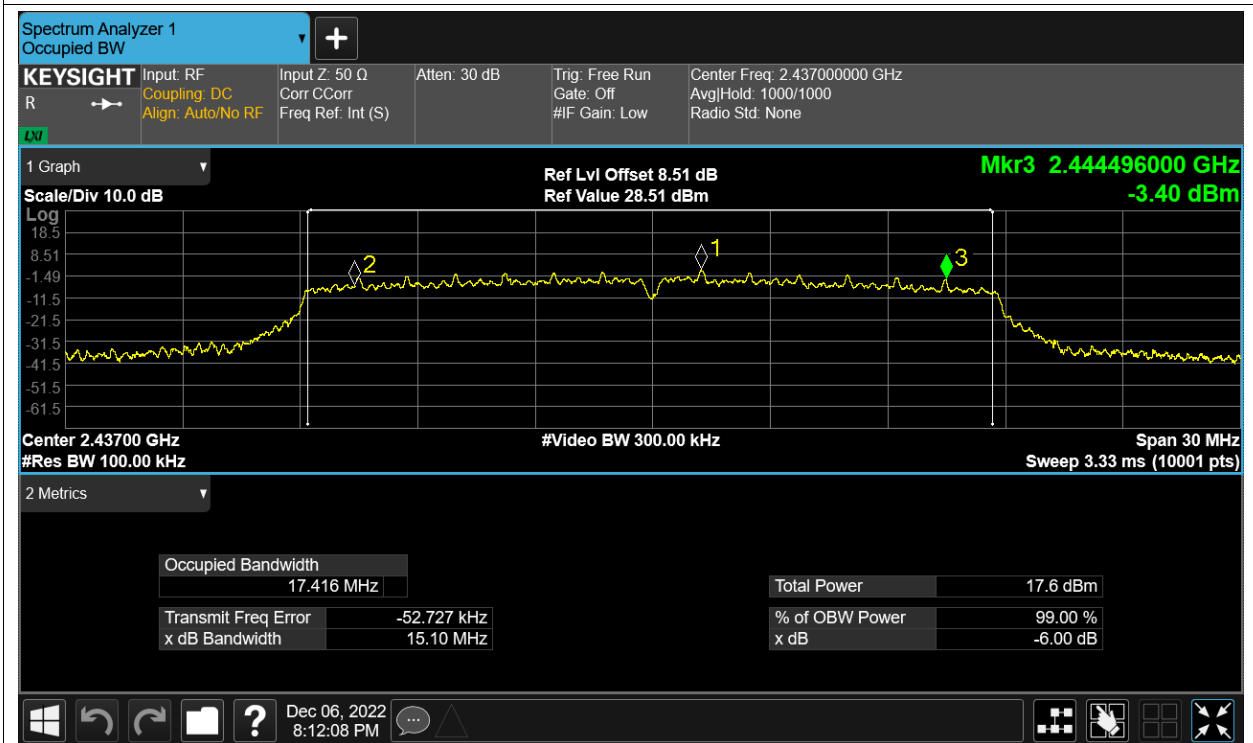 Spectrum Analyzer 1
Occupied BW
+
KEYSIGHT
R
LXI
Input: RF
Coupling: DC
Align: Auto/No RF
Input Z: 50 Ω
Corr CCorr
Freq Ref: Int (S)
Atten: 30 dB
Trig: Free Run
Gate: Off
#IF Gain: Low
Center Freq: 2.437000000 GHz
Avg|Hold: 1000/1000
Radio Std: None
1 Graph
Scale/Div 10.0 dB
Ref Lvl Offset 8.51 dB
Ref Value 28.51 dBm
Mkr3 2.444496000 GHz
-3.40 dBm
Log
18.5
8.51
-1.49
-11.5
-21.5
-31.5
-41.5
-51.5
-61.5
2
1
3
Center 2.43700 GHz
#Res BW 100.00 kHz
#Video BW 300.00 kHz
Span 30 MHz
Sweep 3.33 ms (10001 pts)
2 Metrics
Occupied Bandwidth
17.416 MHz
Transmit Freq Error -52.727 kHz
x dB Bandwidth 15.10 MHz
Total Power 17.6 dBm
% of OBW Power 99.00 %
x dB -6.00 dB
?
Dec 06, 2022
8:12:08 PM